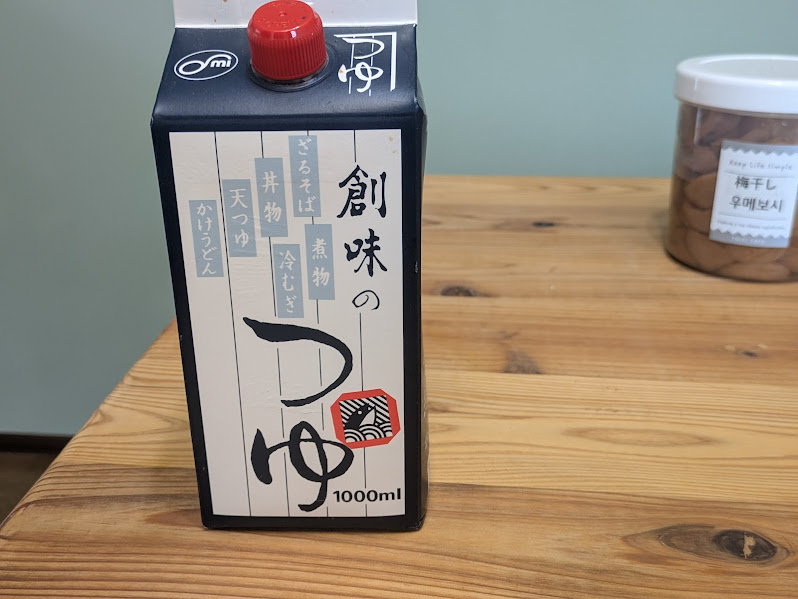 つゆ
創味の
つゆ
ざるそば
煮物
丼物
冷むぎ
天つゆ
かけうどん
1000ml
Keep Life Simple
梅干し
우메보시